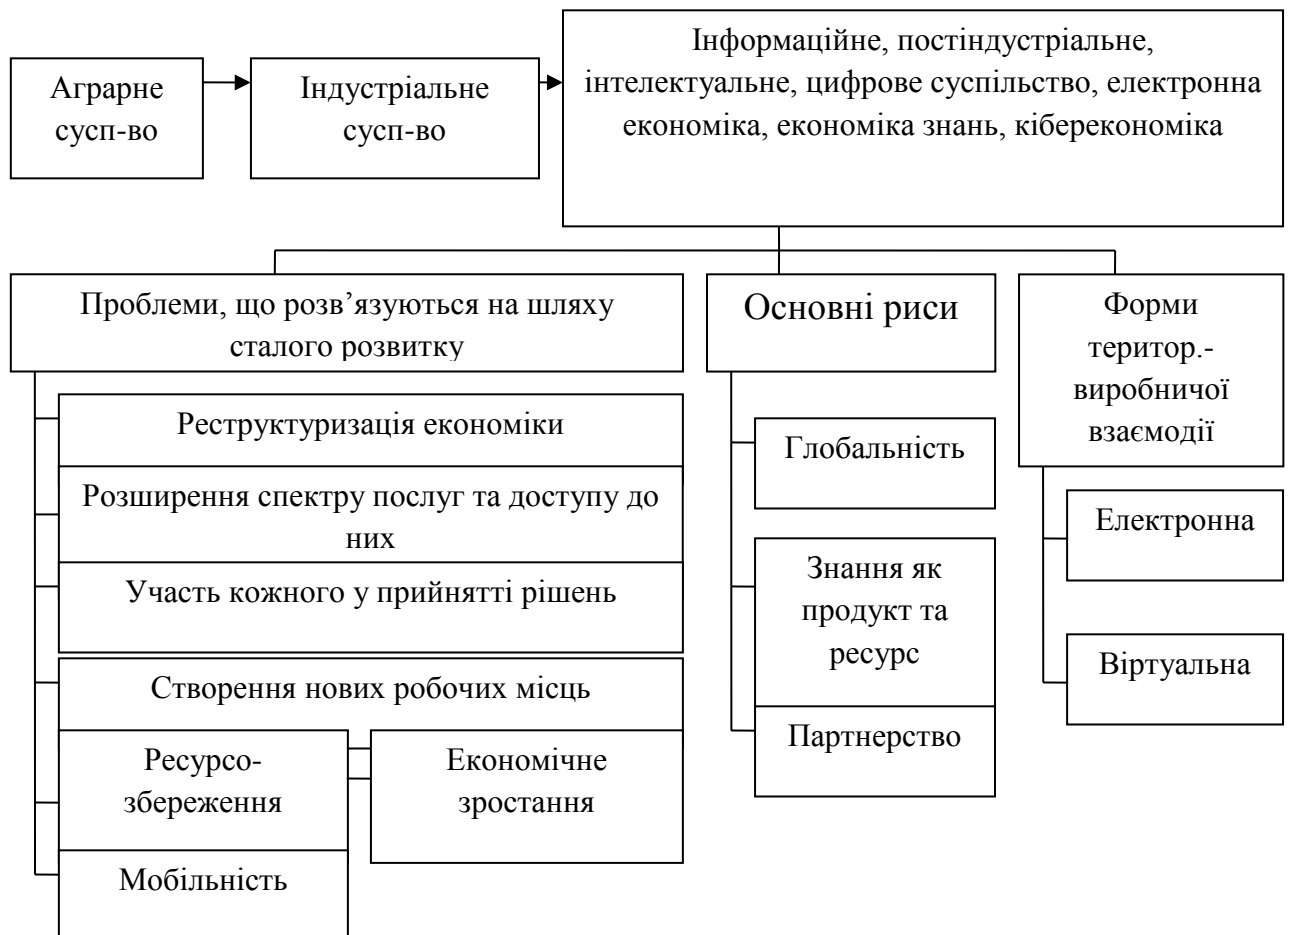 Аграрне
сусп-во
Індустріальне
сусп-во
Інформаційне, постіндустріальне,
інтелектуальне, цифрове суспільство, електронна
економіка, економіка знань, кіберекономіка
Проблеми, що розв’язуються на шляху
сталого розвитку
Реструктуризація економіки
Розширення спектру послуг та доступу до
них
Участь кожного у прийнятті рішень
Створення нових робочих місць
Ресурсо-
збереження
Економічне
зростання
Мобільність
Основні риси
Глобальність
Знання як
продукт та
ресурс
Партнерство
Форми
територ.-
виробничої
взаємодії
Електронна
Віртуальна